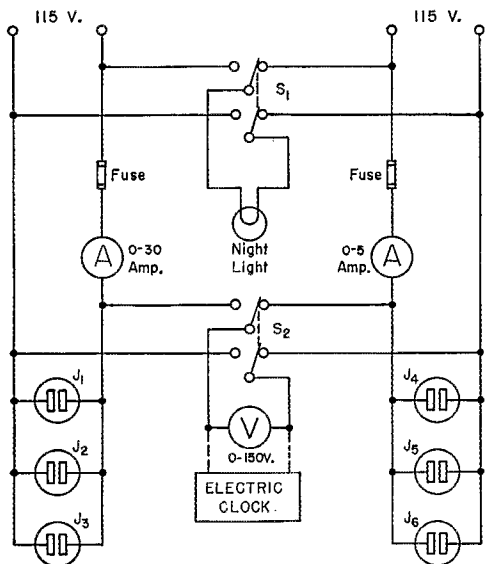 115 V.
115 V.
S1
Fuse
Fuse
A
0-30
Amp.
Night
Light
A
0-5
Amp.
S2
J1
J4
V
0-150V.
J2
J5
ELECTRIC
CLOCK.
J3
J6